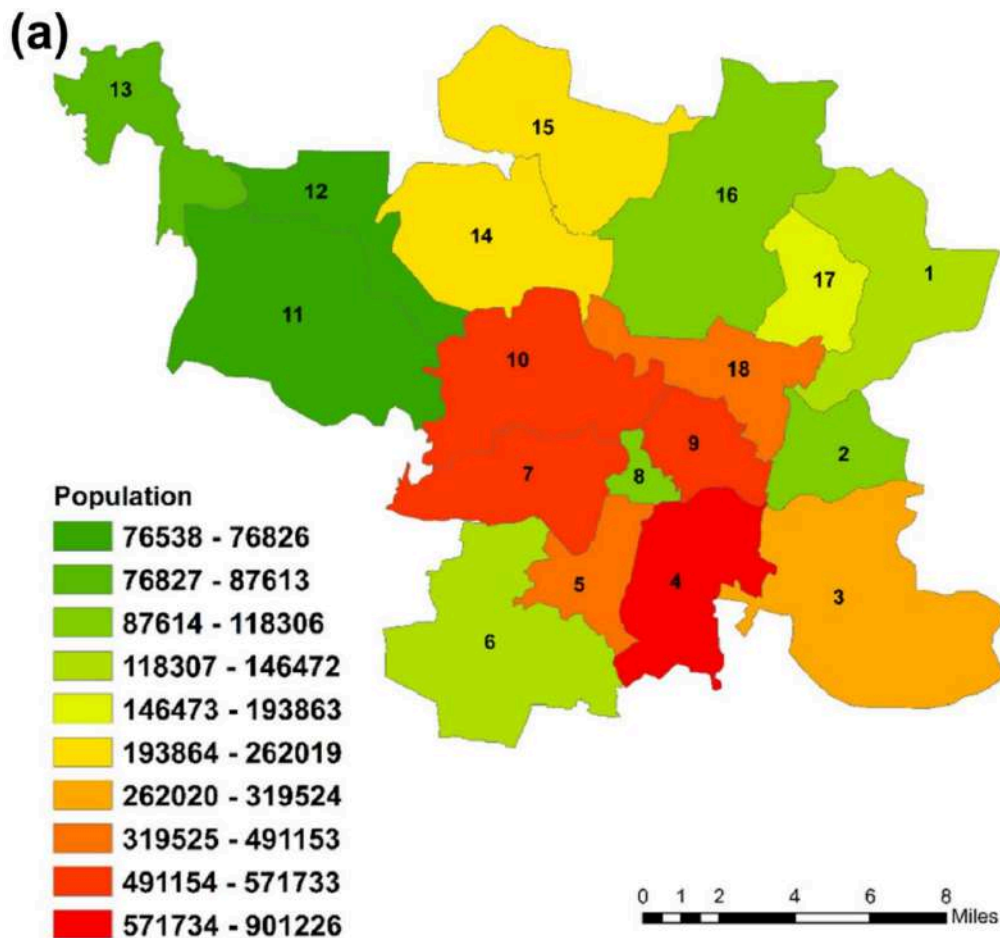 (a)
13
15
12
16
14
17
1
11
10
18
9
2
7
8
5
4
3
6
Population
76538 - 76826
76827 - 87613
87614 - 118306
118307 - 146472
146473 - 193863
193864 - 262019
262020 - 319524
319525 - 491153
491154 - 571733
571734 - 901226
0 1 2 4 6 8
Miles